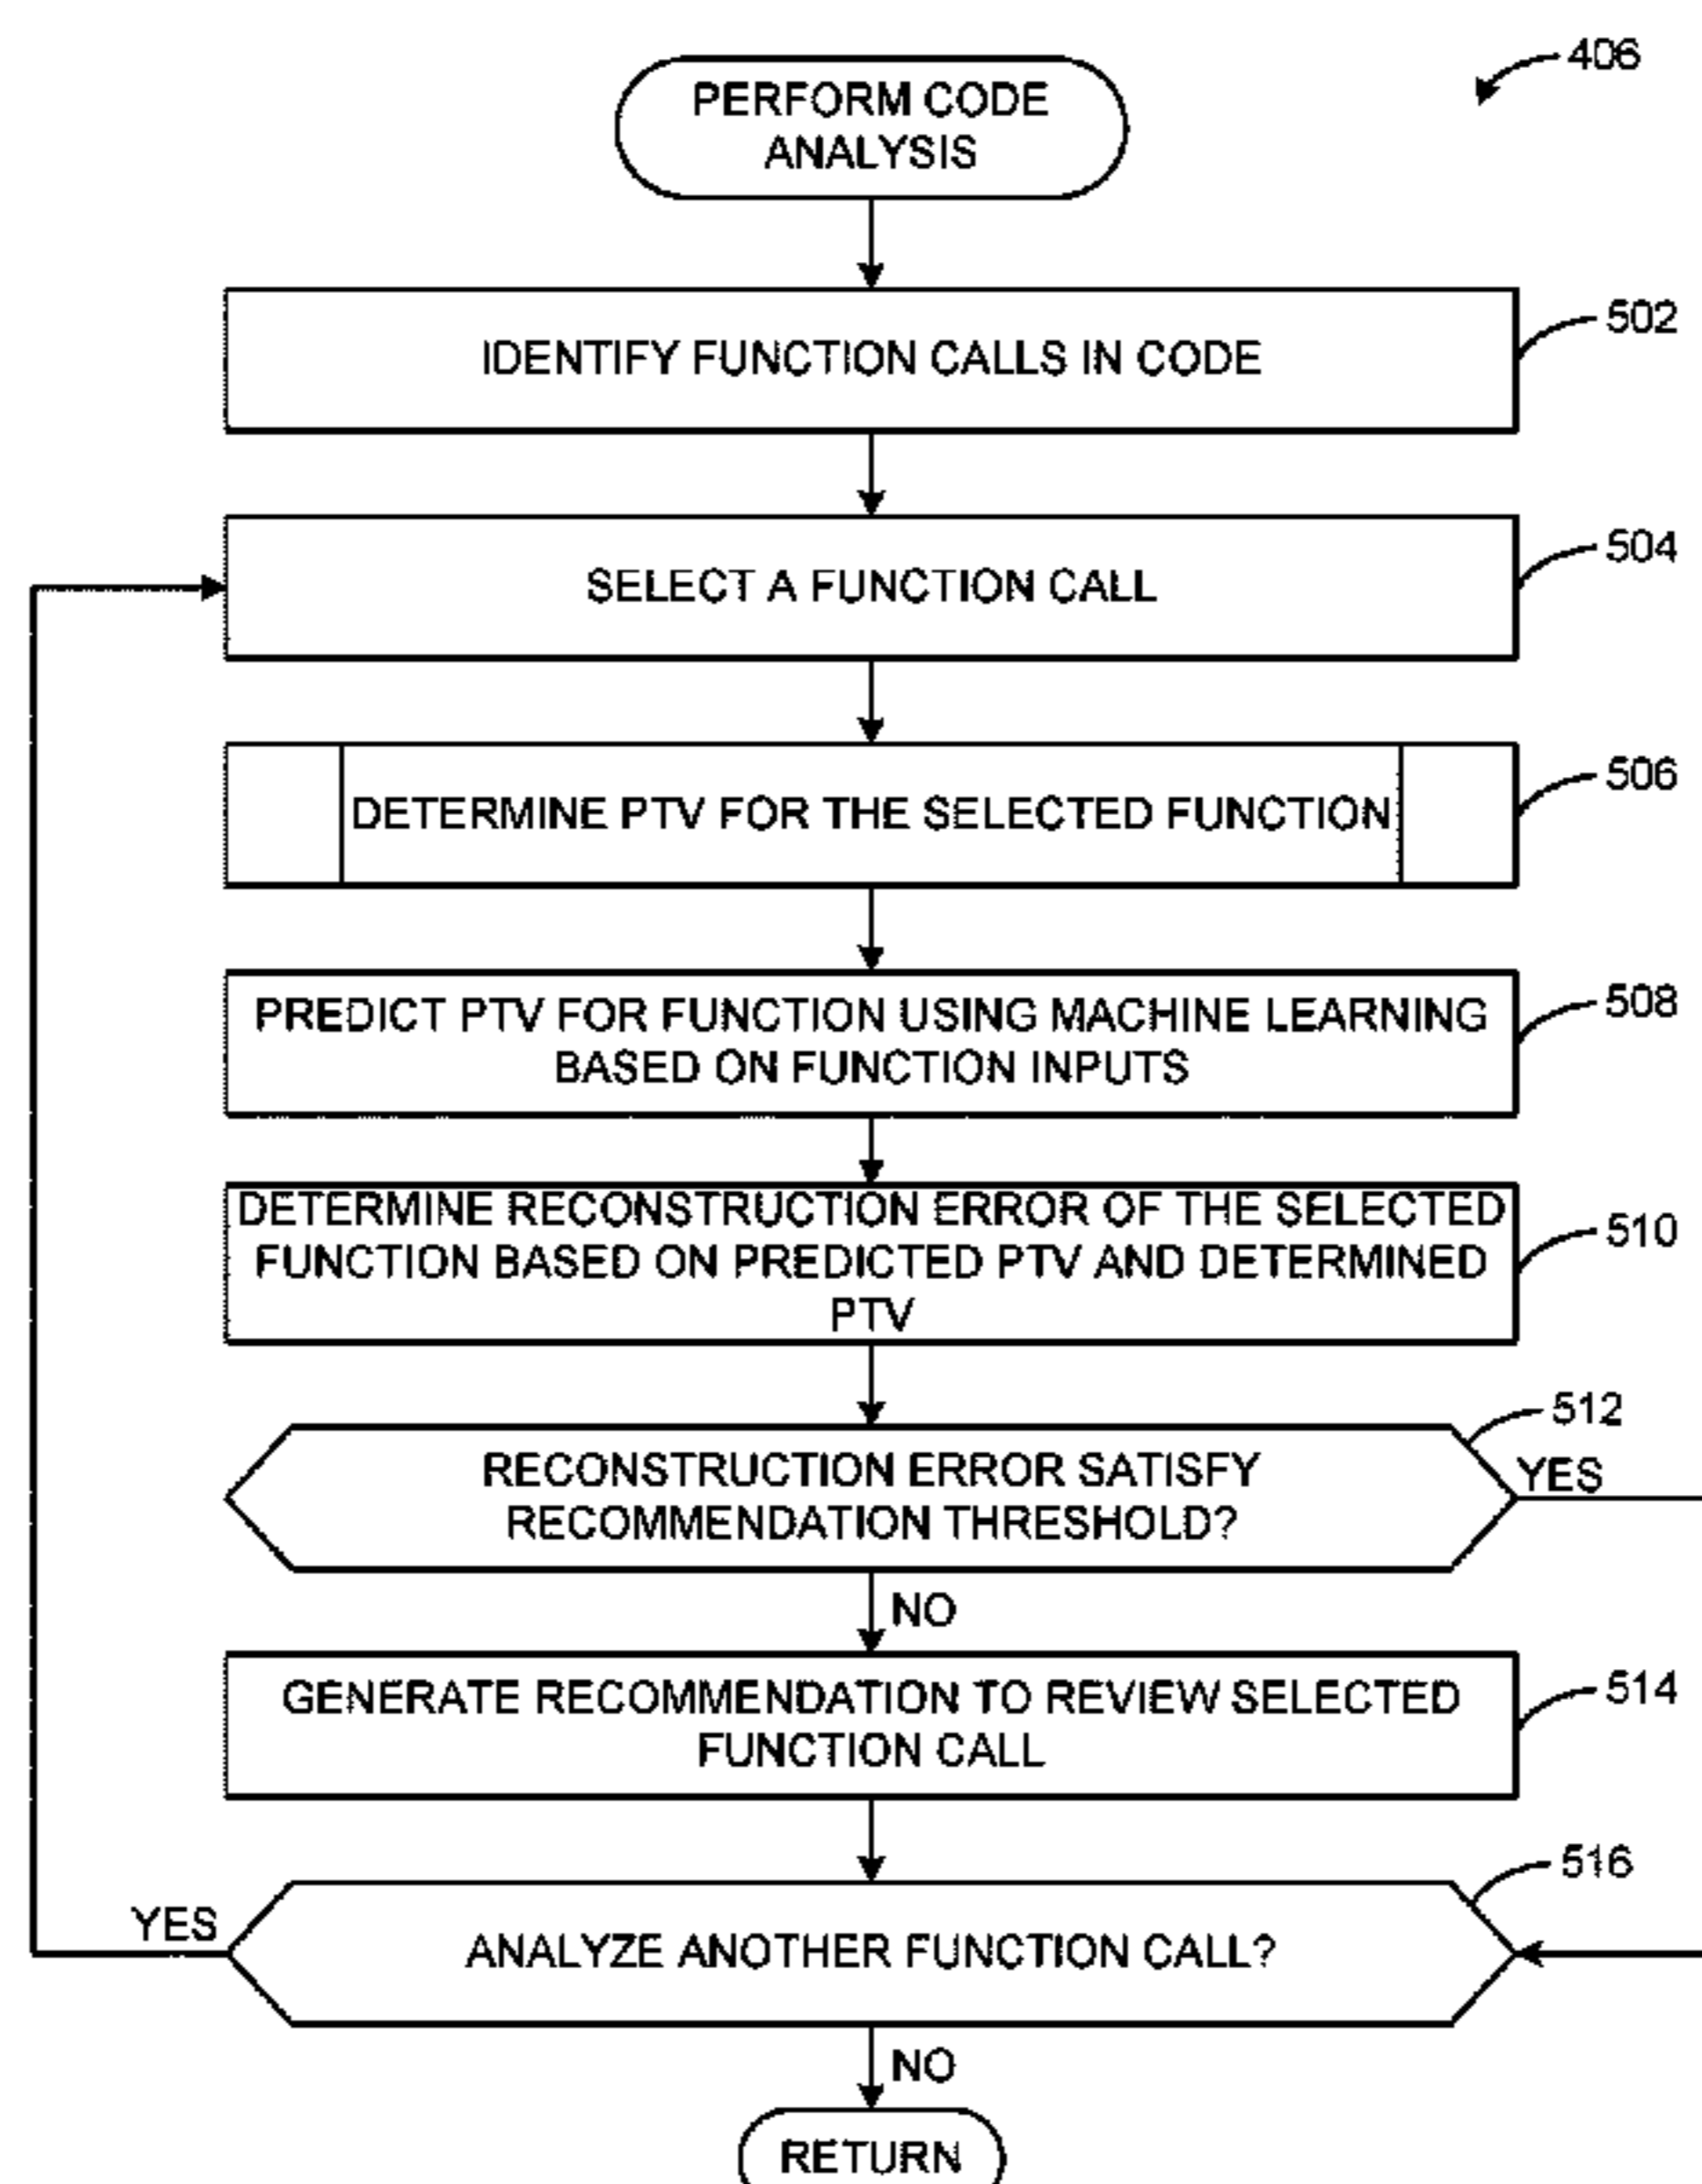 406
PERFORM CODE
ANALYSIS
502
IDENTIFY FUNCTION CALLS IN CODE
504
SELECT A FUNCTION CALL
506
DETERMINE PTV FOR THE SELECTED FUNCTION
508
PREDICT PTV FOR FUNCTION USING MACHINE LEARNING
BASED ON FUNCTION INPUTS
510
DETERMINE RECONSTRUCTION ERROR OF THE SELECTED
FUNCTION BASED ON PREDICTED PTV AND DETERMINED
PTV
512
RECONSTRUCTION ERROR SATISFY
RECOMMENDATION THRESHOLD?
YES
NO
514
GENERATE RECOMMENDATION TO REVIEW SELECTED
FUNCTION CALL
516
YES
ANALYZE ANOTHER FUNCTION CALL?
NO
RETURN